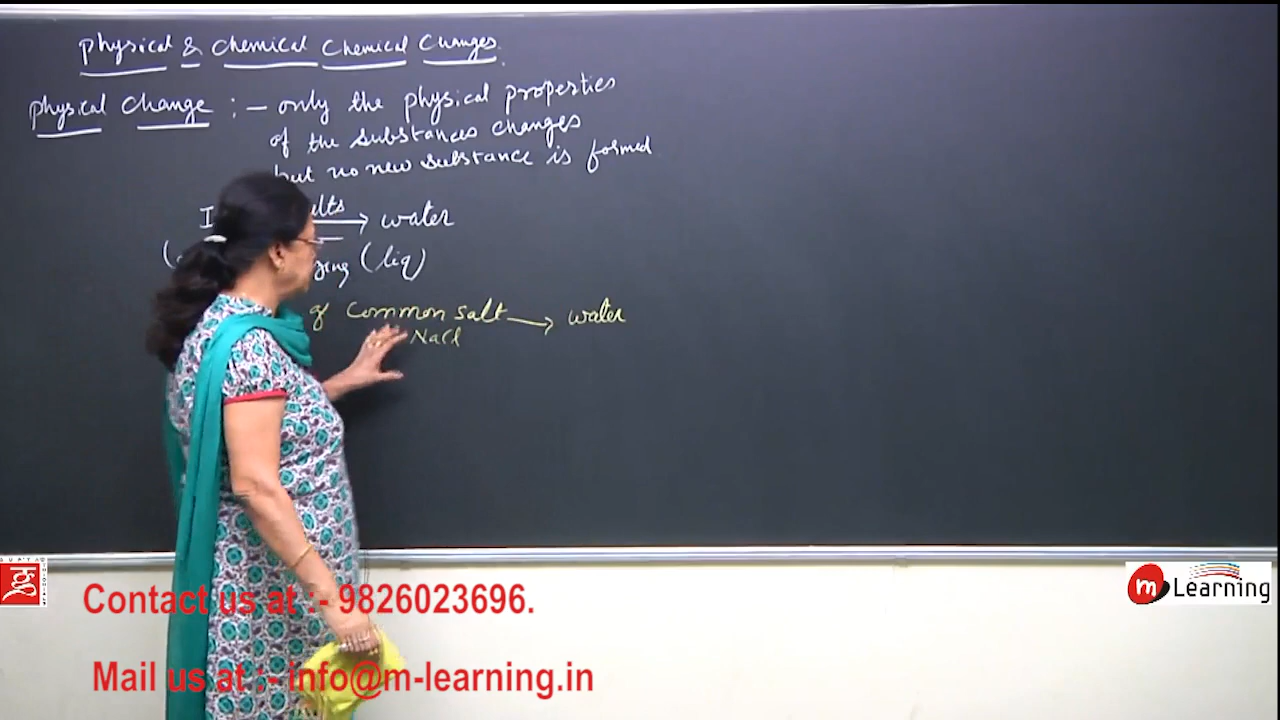 Physical & Chemical Chemical Changes.
Physical Change :- only the physical properties
of the substances changes
but no new substance is formed
I water
(liq)
of Common salt → water
NaCl
GUPTA
m Learning
Contact us at :- 9826023696.
Mail us at :- info@m-learning.in